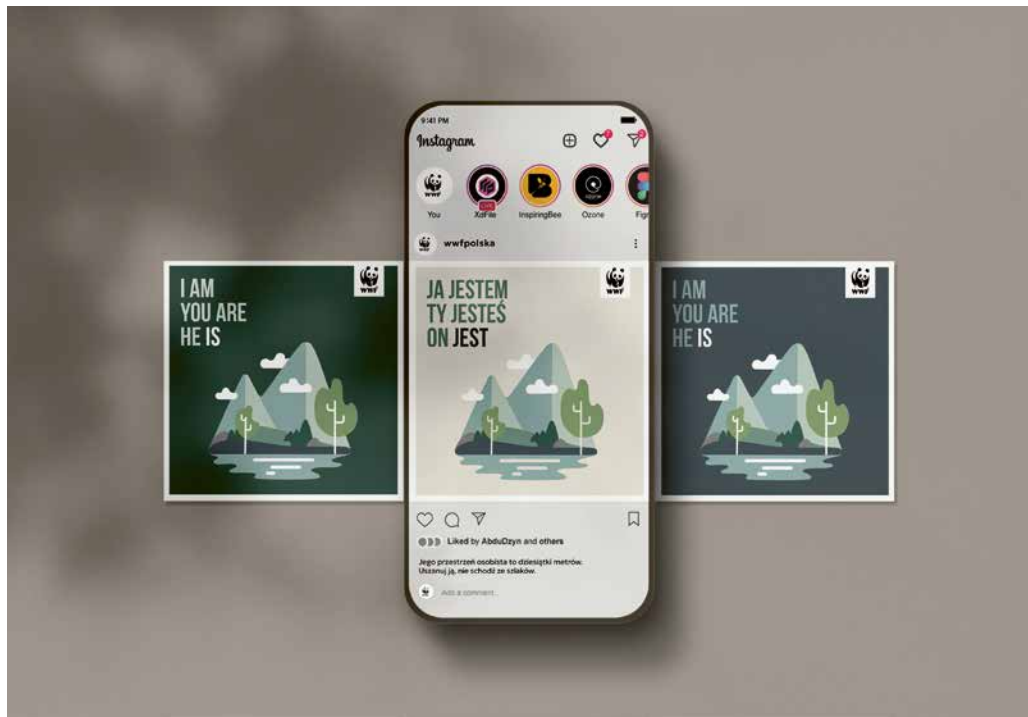 9:41 PM
Instagram
7
2
WWF
You
LIVE
XdFile
InspiringBee
Ozone
wwfpolska
I AM
YOU ARE
HE IS
WWF
JA JESTEM
TY JESTEŚ
ON JEST
WWF
I AM
YOU ARE
HE IS
WWF
Liked by AbduDzyn and others
Jego przestrzeń osobista to dziesiątki metrów.
Uszanuj ją, nie schodź ze szlaków.
Add a comment..